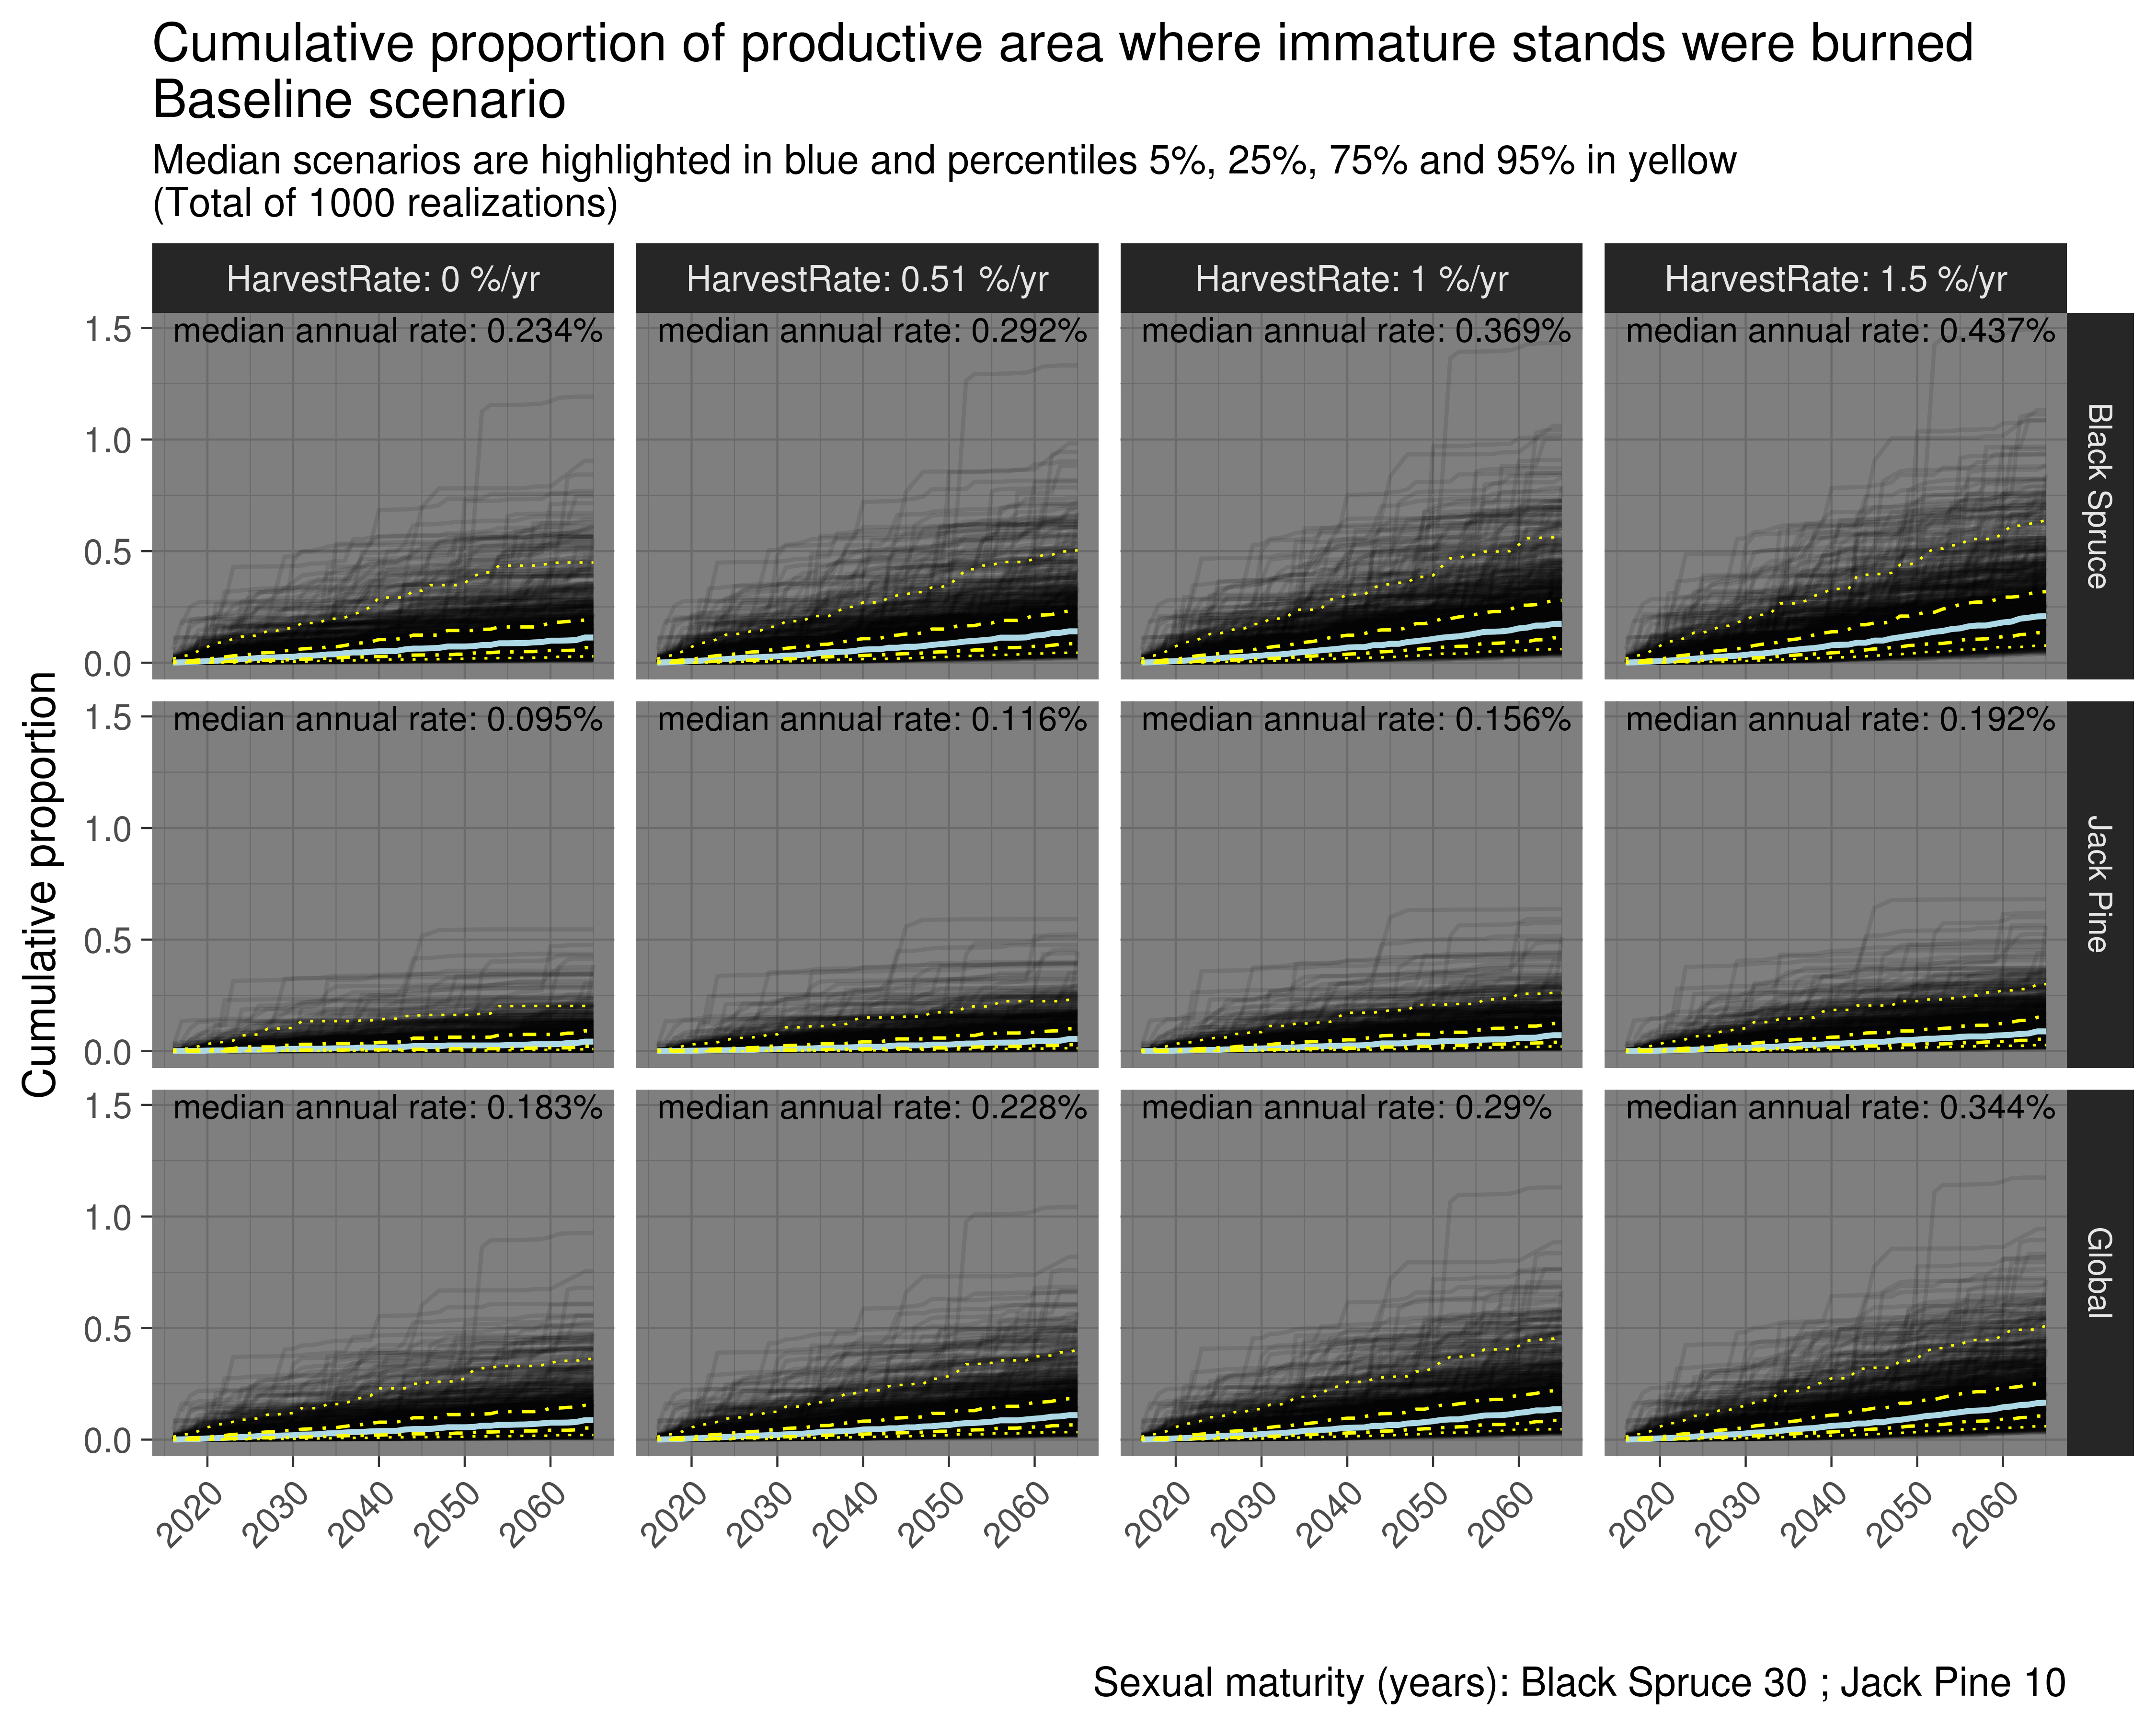 Cumulative proportion of productive area where immature stands were burned
Baseline scenario
Median scenarios are highlighted in blue and percentiles 5%, 25%, 75% and 95% in yellow
(Total of 1000 realizations)
HarvestRate: 0 %/yr
HarvestRate: 0.51 %/yr
HarvestRate: 1 %/yr
HarvestRate: 1.5 %/yr
median annual rate: 0.234%
median annual rate: 0.292%
median annual rate: 0.369%
median annual rate: 0.437%
1.5
1.0
0.5
0.0
Black Spruce
median annual rate: 0.095%
median annual rate: 0.116%
median annual rate: 0.156%
median annual rate: 0.192%
1.5
1.0
0.5
0.0
Jack Pine
median annual rate: 0.183%
median annual rate: 0.228%
median annual rate: 0.29%
median annual rate: 0.344%
1.5
1.0
0.5
0.0
Global
Cumulative proportion
2020 2030 2040 2050 2060
2020 2030 2040 2050 2060
2020 2030 2040 2050 2060
2020 2030 2040 2050 2060
Sexual maturity (years): Black Spruce 30 ; Jack Pine 10